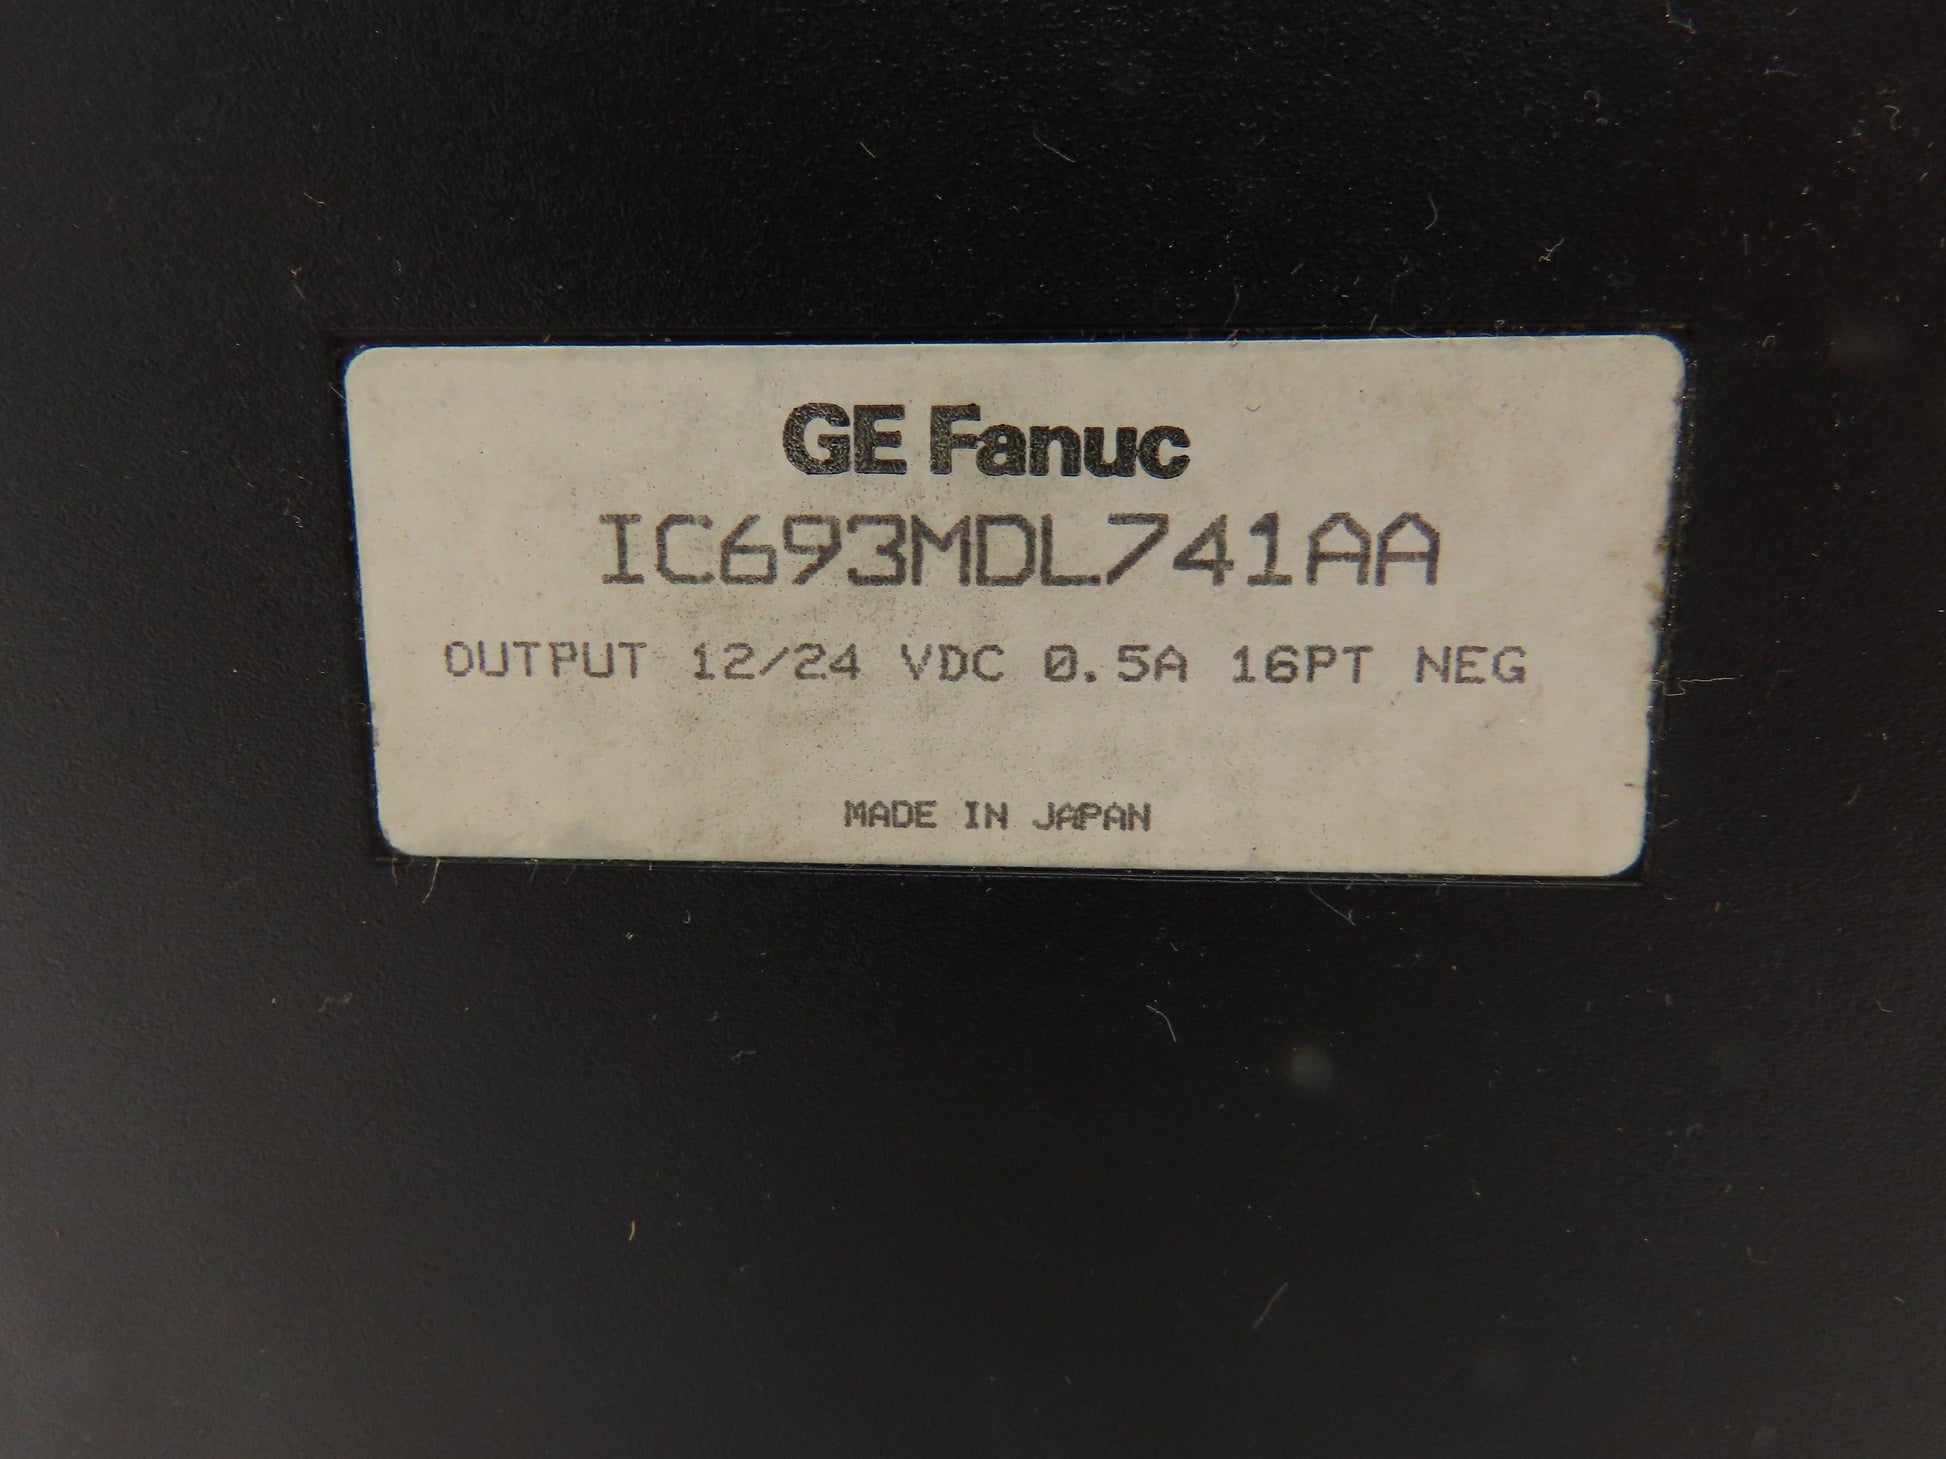 GE Fanuc
IC693MDL741AA
OUTPUT 12/24 VDC 0.5A 16PT NEG
MADE IN JAPAN